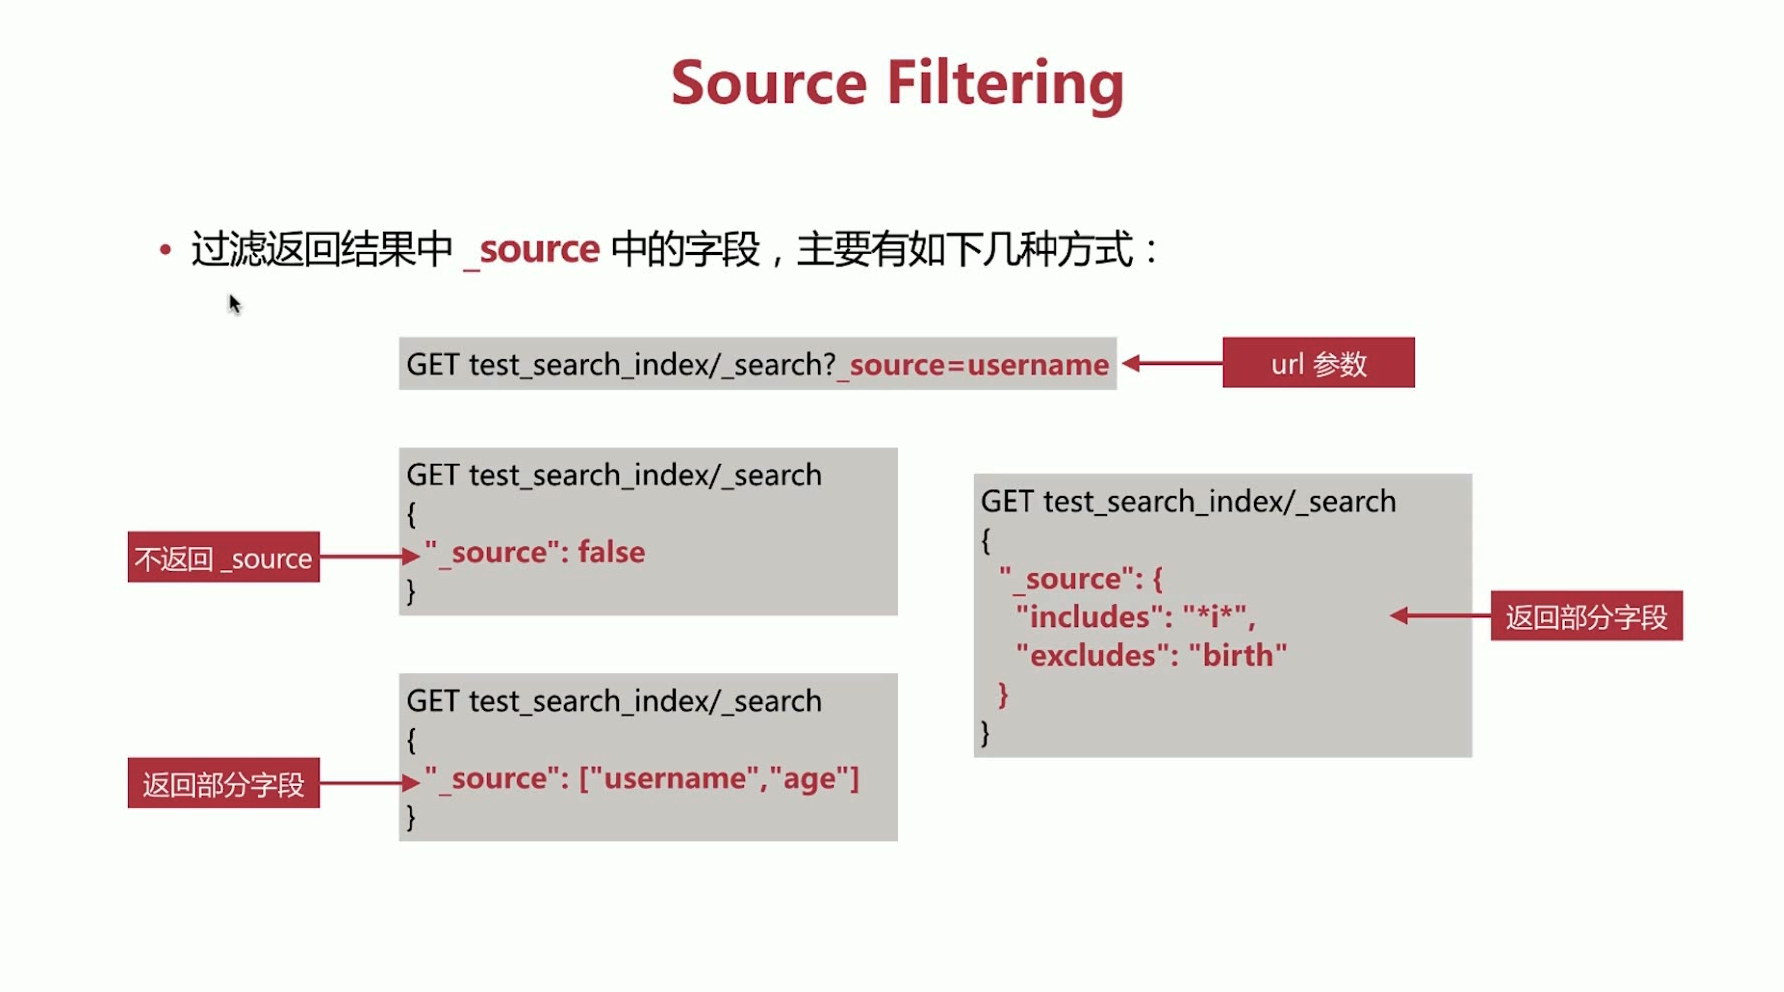 Source Filtering
• 过滤返回结果中 _source 中的字段，主要有如下几种方式：
GET test_search_index/_search?_source=username
url 参数
GET test_search_index/_search
{
"_source": false
}
不返回 _source
GET test_search_index/_search
{
"_source": ["username","age"]
}
返回部分字段
GET test_search_index/_search
{
"_source": {
"includes": "*i*",
"excludes": "birth"
}
}
返回部分字段